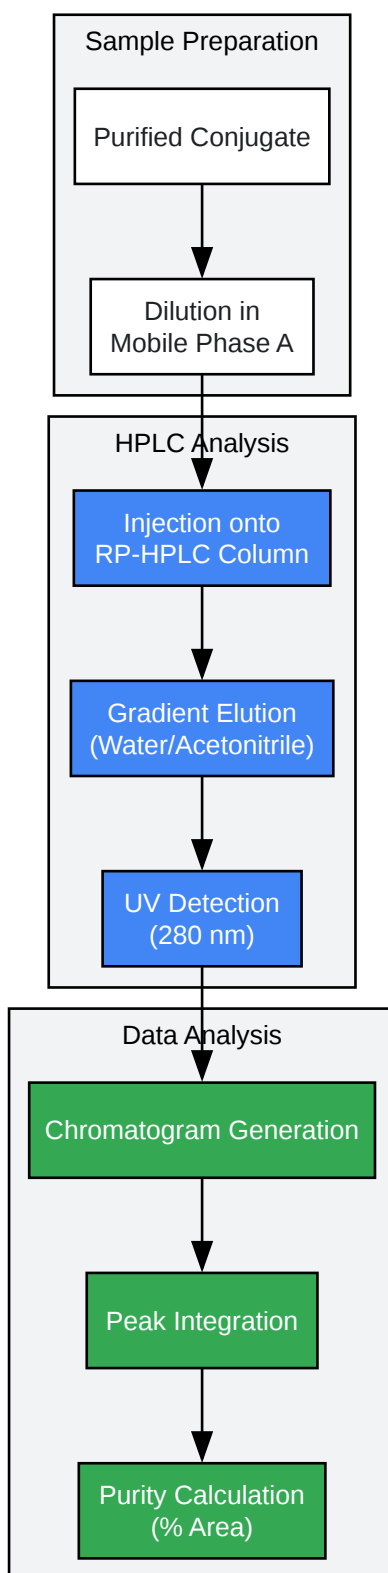 Sample Preparation
Purified Conjugate
Dilution in
Mobile Phase A
HPLC Analysis
Injection onto
RP-HPLC Column
Gradient Elution
(Water/Acetonitrile)
UV Detection
(280 nm)
Data Analysis
Chromatogram Generation
Peak Integration
Purity Calculation
(% Area)